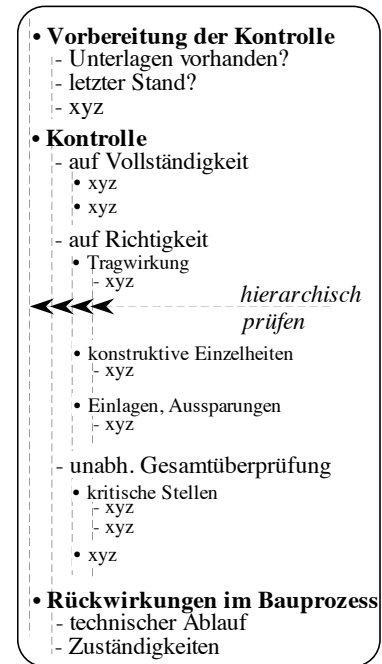 • Vorbereitung der Kontrolle
- Unterlagen vorhanden?
- letzter Stand?
- xyz
• Kontrolle
- auf Vollständigkeit
• xyz
• xyz
- auf Richtigkeit
• Tragwirkung
- xyz
hierarchisch
prüfen
• konstruktive Einzelheiten
- xyz
• Einlagen, Aussparungen
- xyz
- unabh. Gesamtüberprüfung
• kritische Stellen
- xyz
- xyz
• xyz
• Rückwirkungen im Bauprozess
- technischer Ablauf
- Zuständigkeiten